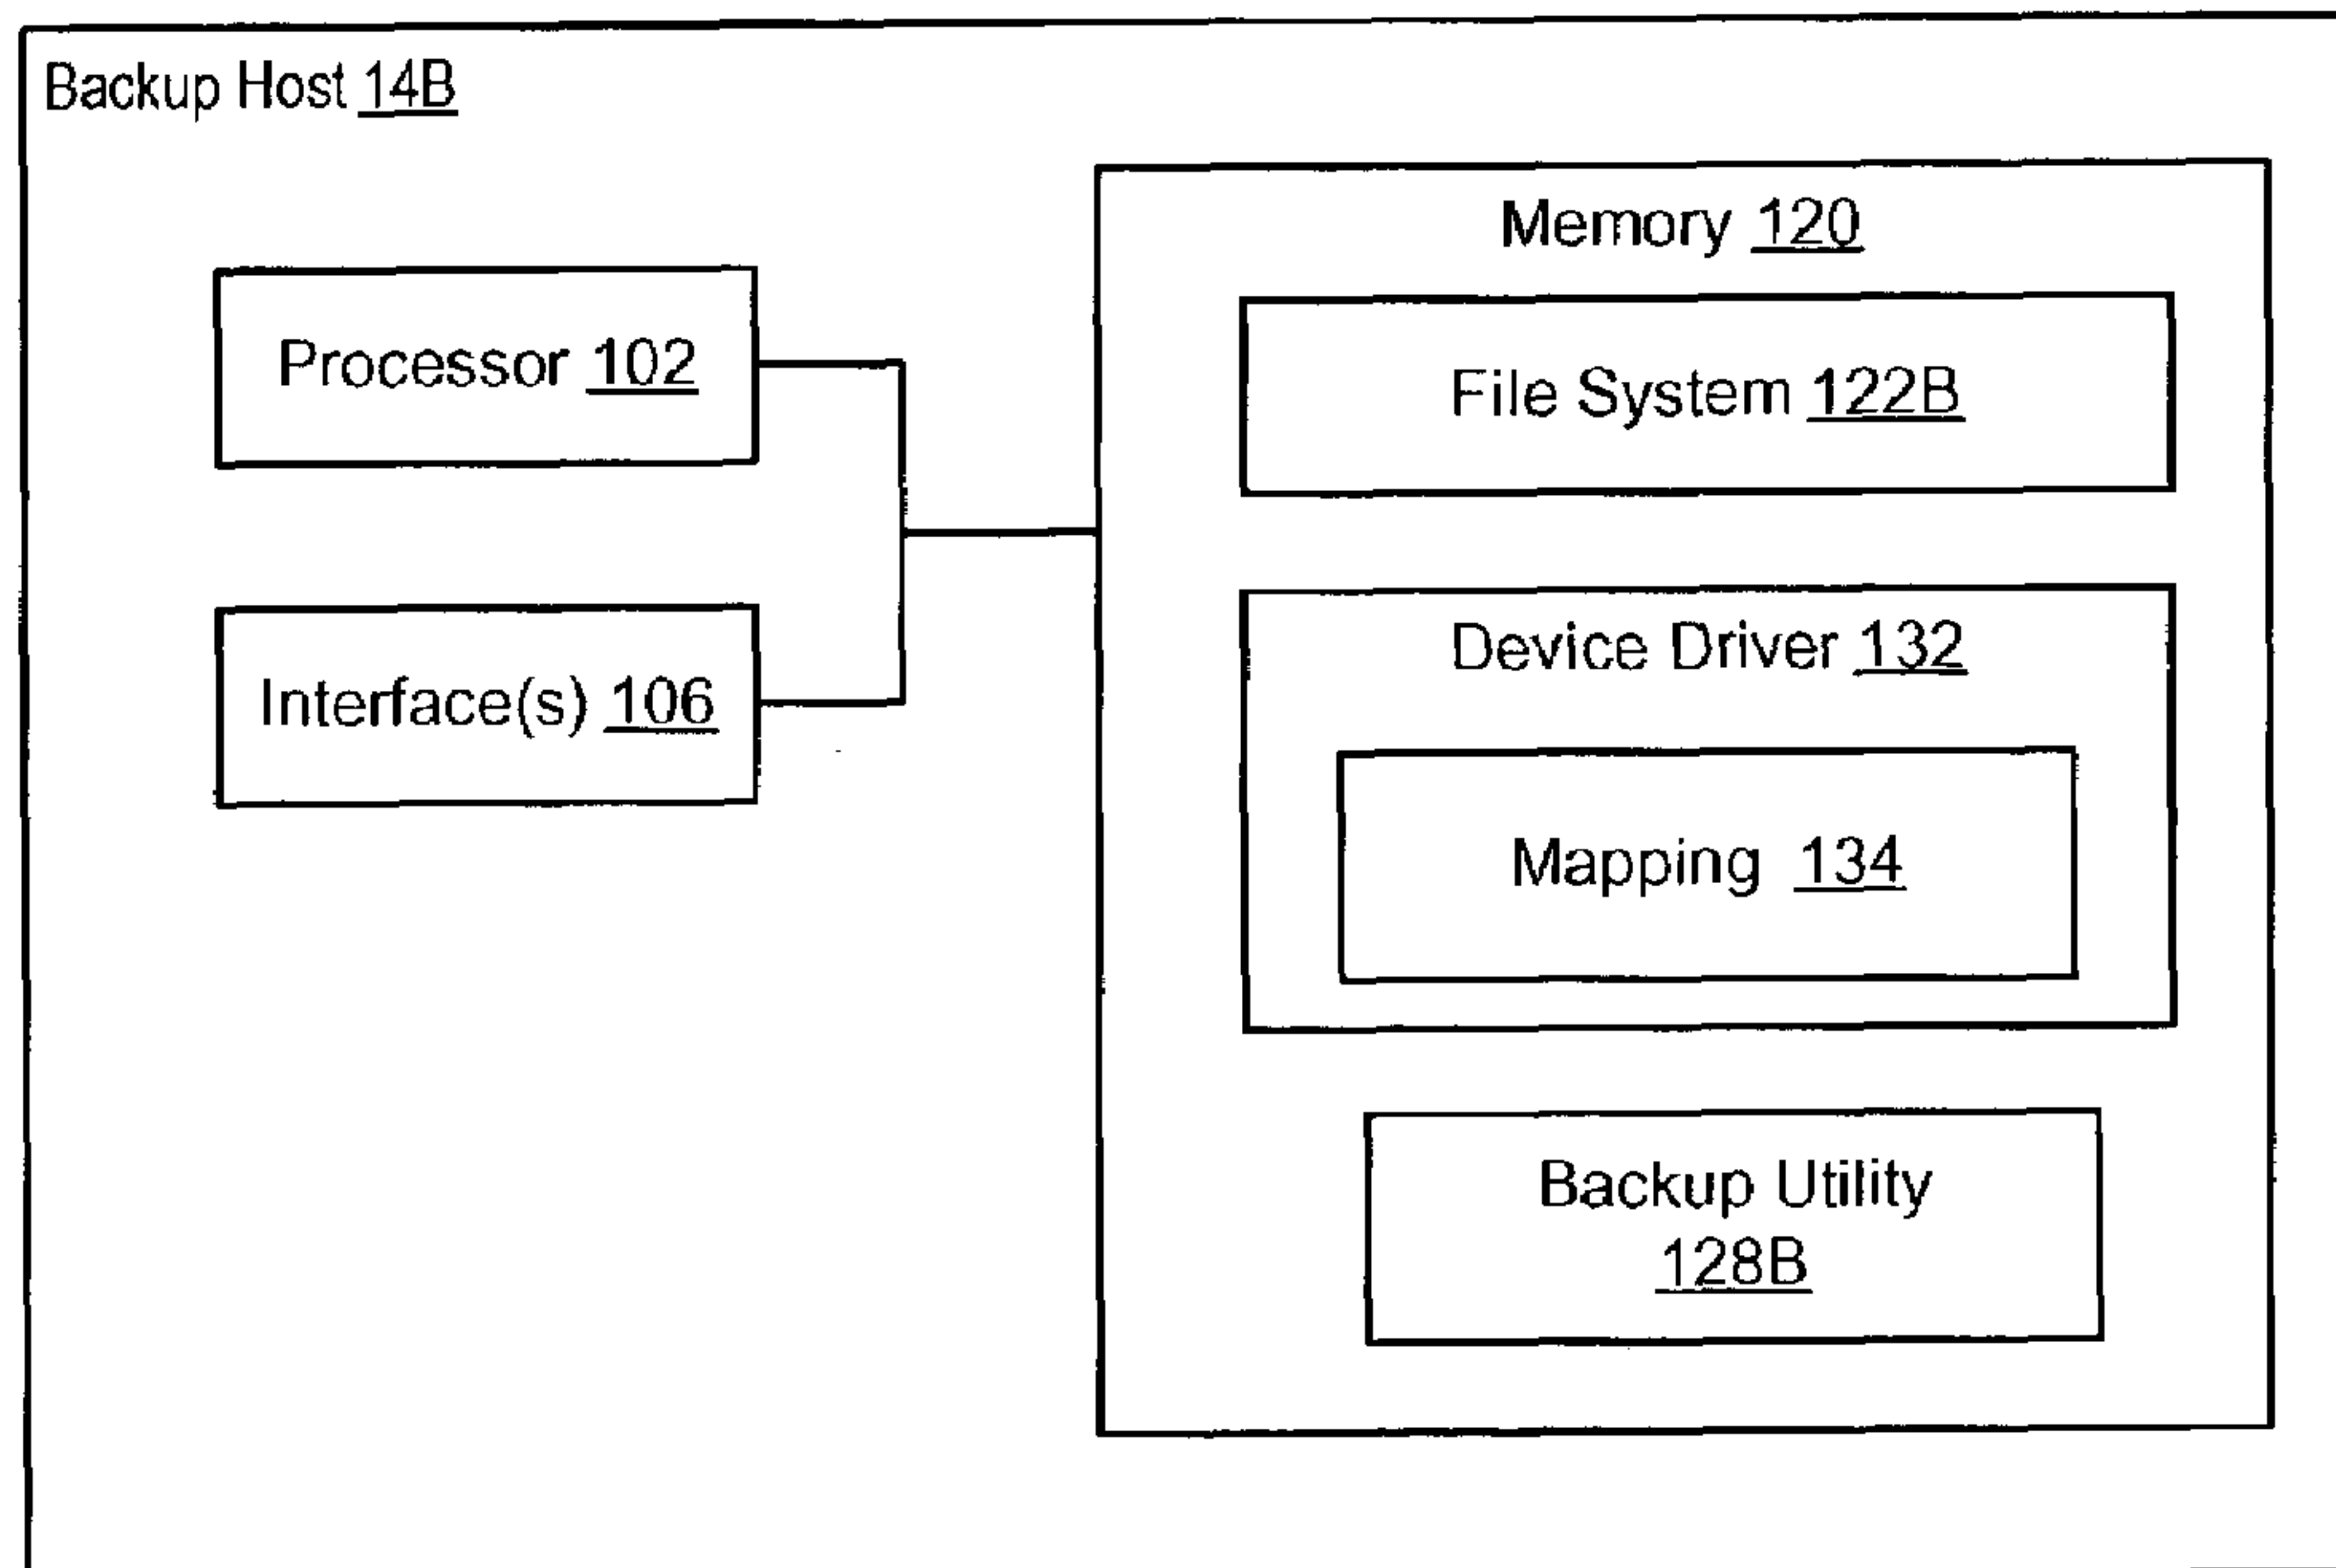 Backup Host 14B
Memory 120
Processor 102
File System 122B
Interface(s) 106
Device Driver 132
Mapping 134
Backup Utility
128B